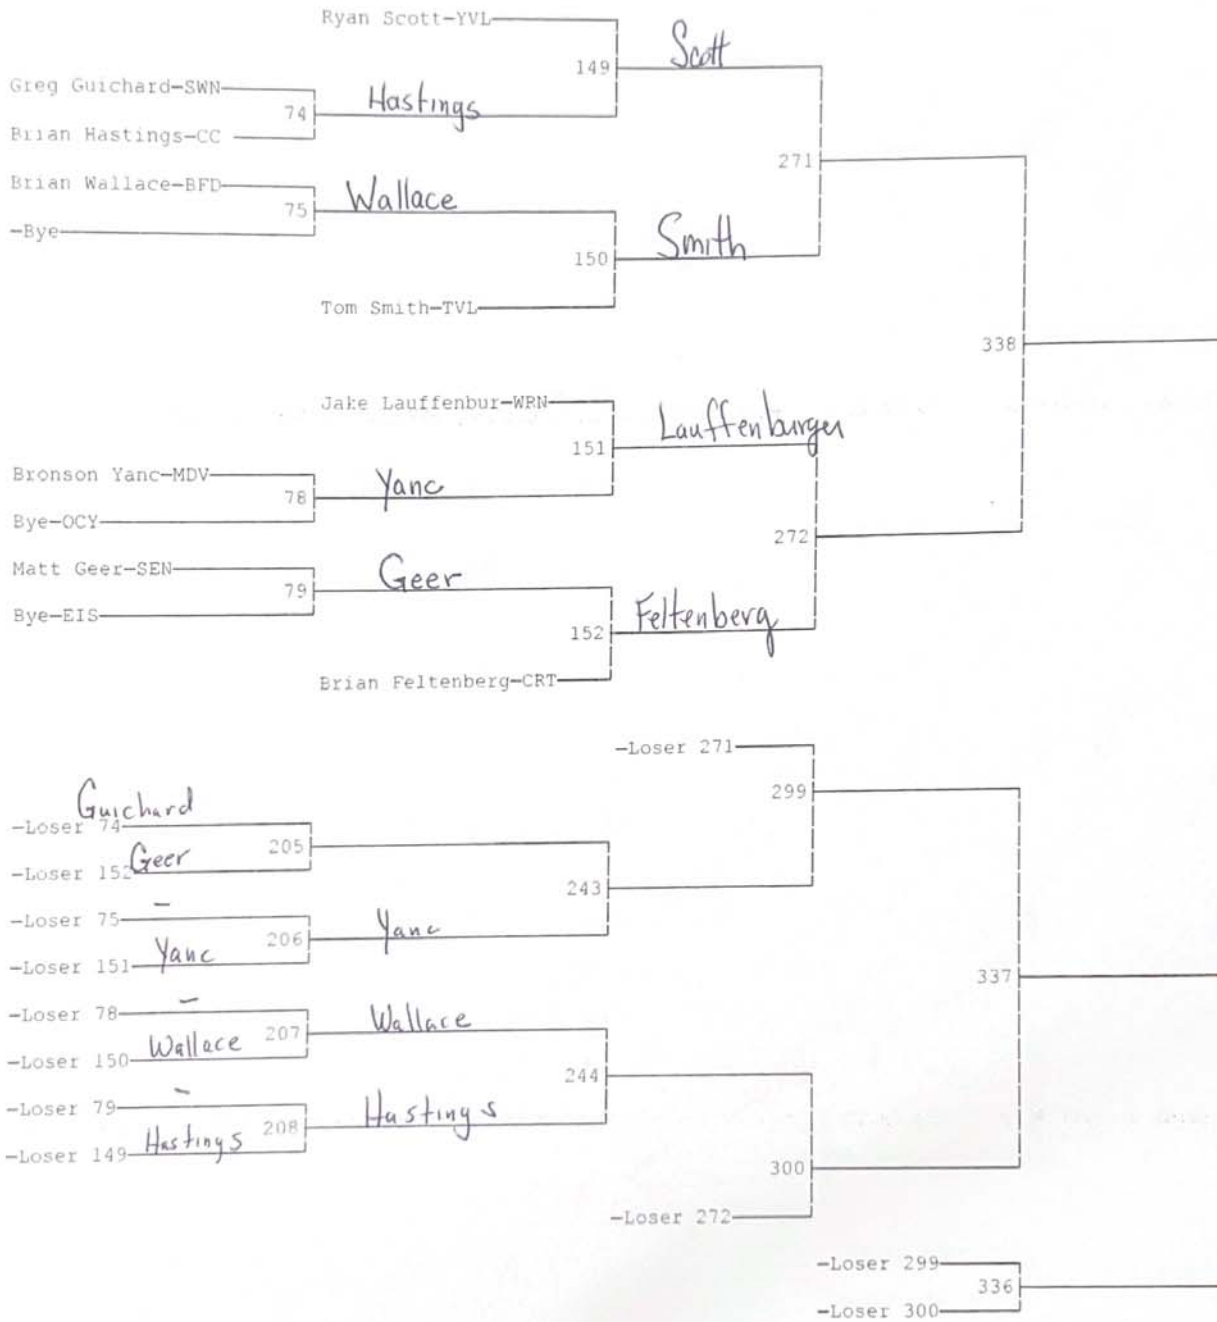 Ryan Scott-YVL
149 Scott
Greg Guichard-SWN
74 Hastings
Brian Hastings-CC
271
Brian Wallace-BFD
75 Wallace
-Bye
150 Smith
Tom Smith-TVL
338
Jake Lauffenbur-WRN
151 Lauffenburger
Bronson Yanc-MDV
78 Yanc
Bye-OCY
272
Matt Geer-SEN
79 Geer
Bye-EIS
152 Feltenberg
Brian Feltenberg-CRT
-Loser 271
299
-Loser 74 Guichard
205
-Loser 152 Geer
243
-Loser 75 -
206 Yanc
-Loser 151 Yanc
337
-Loser 78 -
207 Wallace
-Loser 150 Wallace
244
-Loser 79 -
208 Hastings
-Loser 149 Hastings
300
-Loser 272
-Loser 299
336
-Loser 300